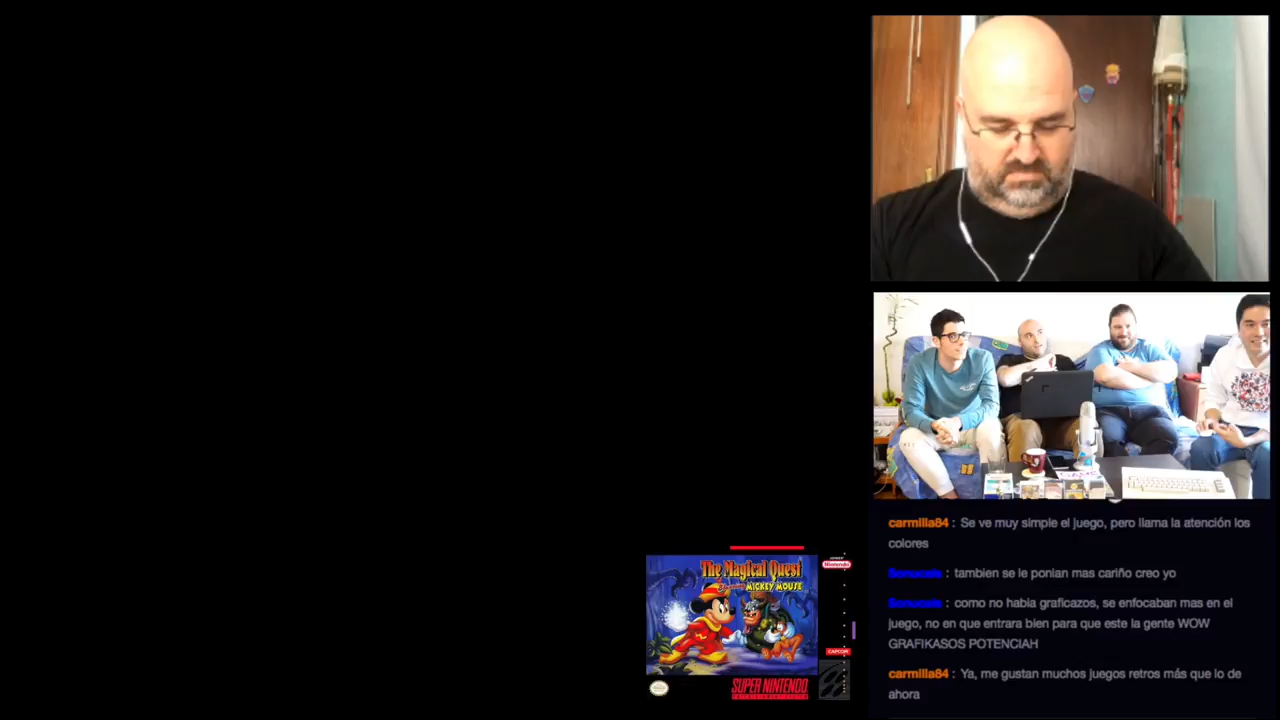 The Magical Quest
Starring MICKEY MOUSE
Nintendo
CAPCOM
SUPER NINTENDO
carmilla84 : Se ve muy simple el juego, pero llama la atención los
colores
: tambien se le ponian mas cariño creo yo
: como no habia graficazos, se enfocaban mas en el
juego, no en que entrara bien para que este la gente WOW
GRAFIKASOS POTENCIAH
carmilla84 : Ya, me gustan muchos juegos retros más que lo de
ahora